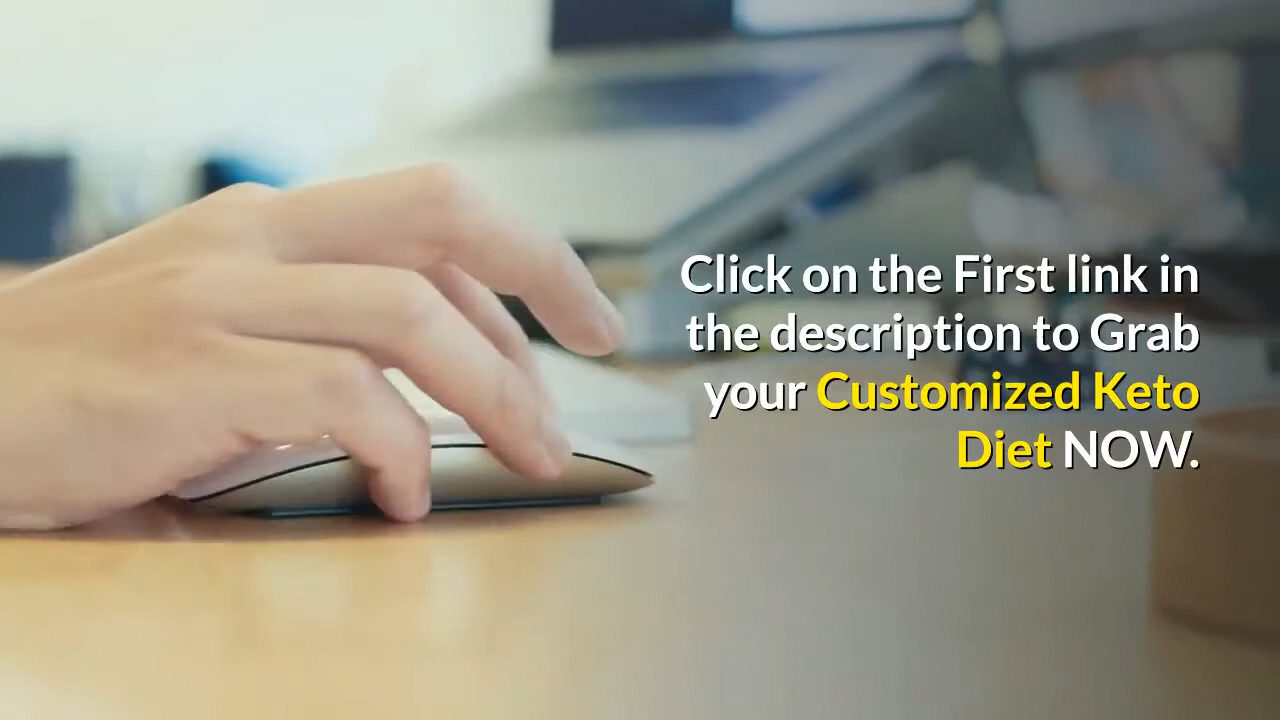 Click on the First link in
the description to Grab
your Customized Keto
Diet NOW.